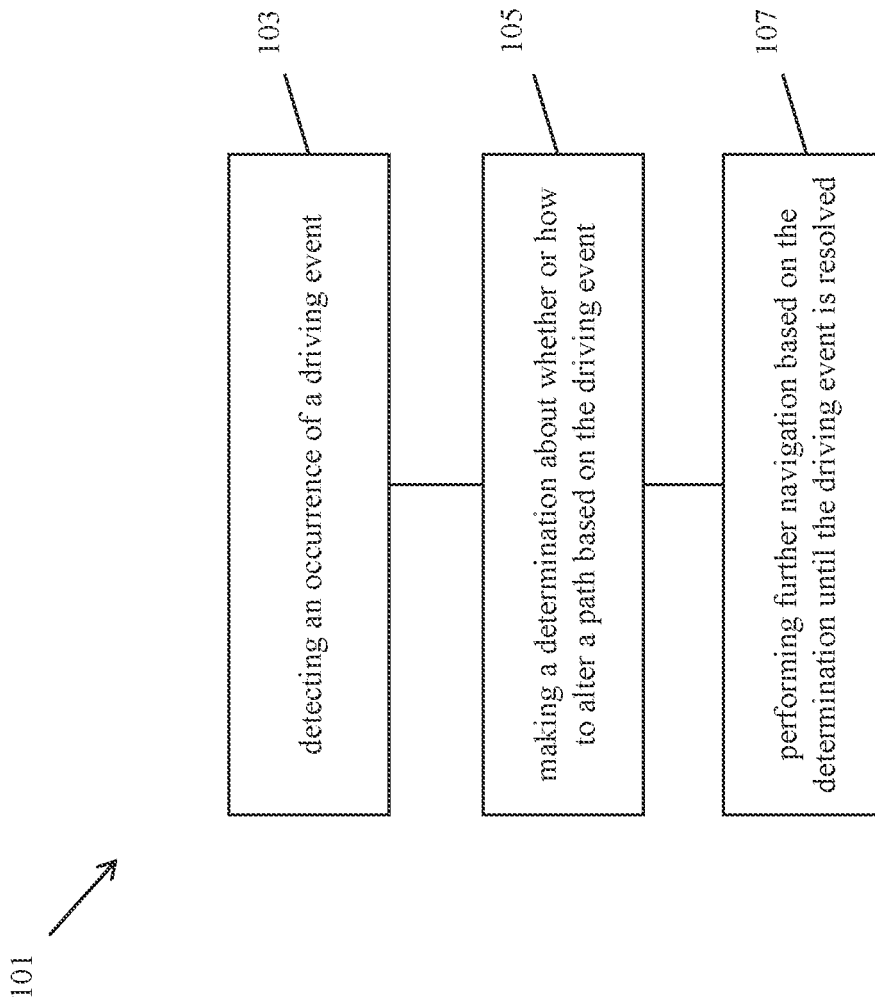 101
103
detecting an occurrence of a driving event
105
making a determination about whether or how
to alter a path based on the driving event
107
performing further navigation based on the
determination until the driving event is resolved